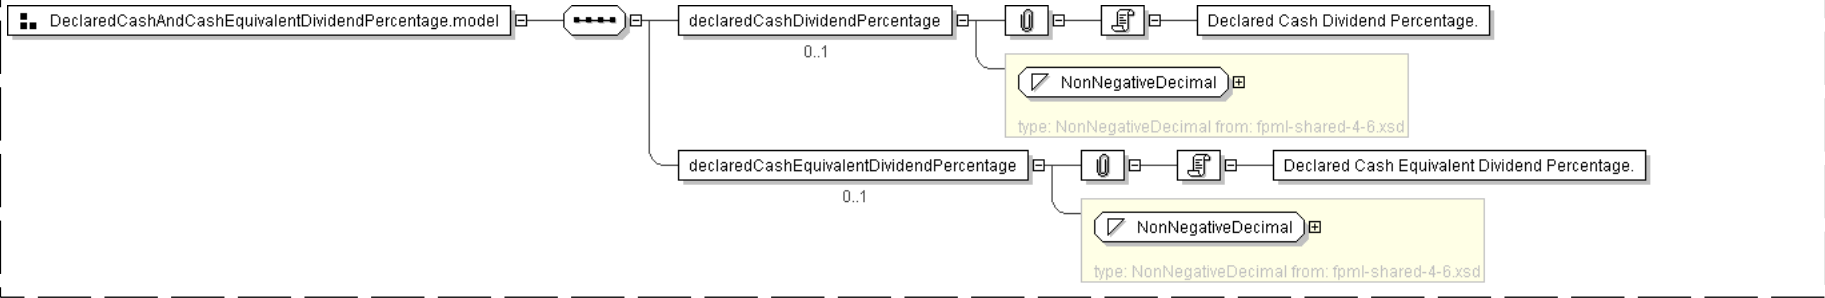 DeclaredCashAndCashEquivalentDividendPercentage.model
declaredCashDividendPercentage
Declared Cash Dividend Percentage.
0..1
NonNegativeDecimal
type: NonNegativeDecimal from: fpml-shared-4-6.xsd
declaredCashEquivalentDividendPercentage
Declared Cash Equivalent Dividend Percentage.
0..1
NonNegativeDecimal
type: NonNegativeDecimal from: fpml-shared-4-6.xsd